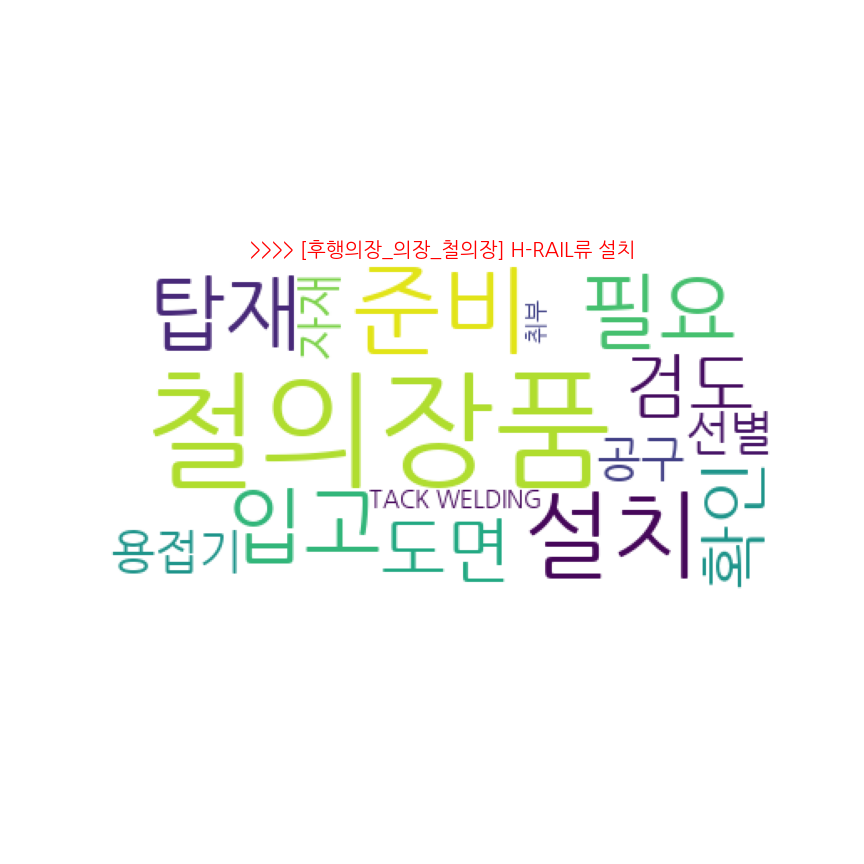 >>>> [후행의장_의장_철의장] H-RAIL류 설치
탑재
자재
준비
취부
필요
철의장품
검도
선별
공구
입고
TACK WELDING
도면
설치
확인
용접기